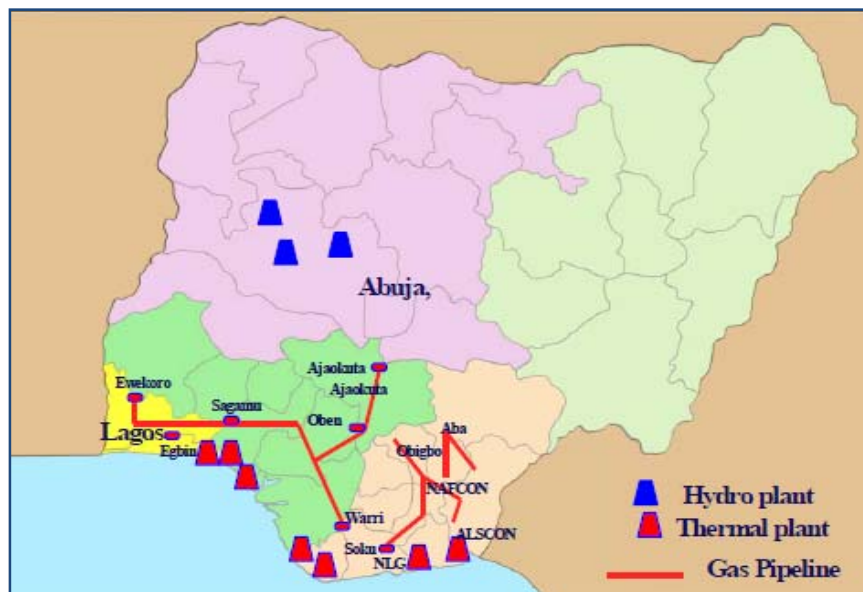 Abuja,
Ajaokuta
Ewekoro
Ajaokuta
Sagamu
Oben
Aba
Lagos
Egbin
Obigbo
NAFCON
Hydro plant
Warri
Thermal plant
ALSCON
Soku
NLG
Gas Pipeline